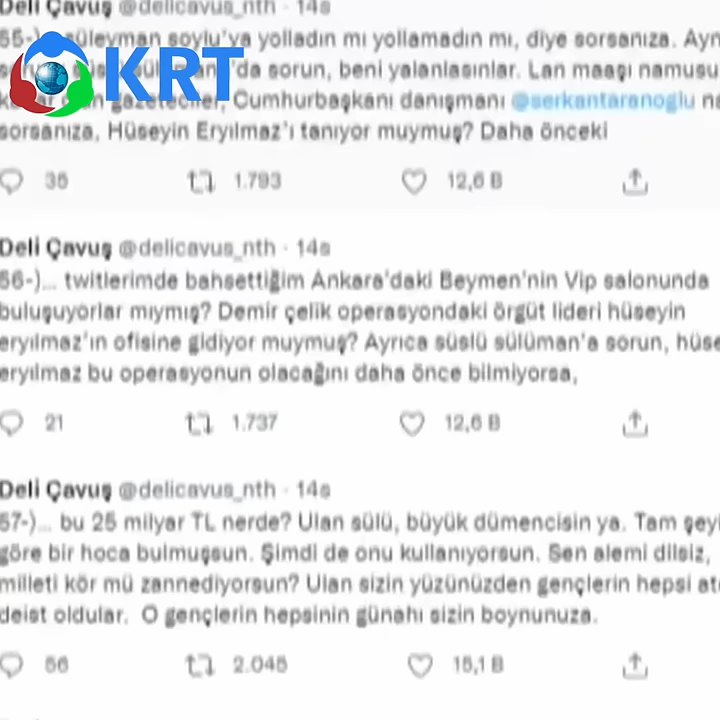 Deli Çavuş @delicavus_nth · 14s
55-) süleyman soylu'ya yolladın mı yollamadın mı, diye sorsanıza. Ayn
KRT
'da sorun, beni yalanlasınlar. Lan maaşı namusu
gazeteciler, Cumhurbaşkanı danışmanı @serkantaranoglu na
sorsanıza, Hüseyin Eryılmaz'ı tanıyor muymuş? Daha önceki
35 1.793 12,6 B
Deli Çavuş @delicavus_nth · 14s
56-)... twitlerimde bahsettiğim Ankara'daki Beymen'nin Vip salonunda
buluşuyorlar mıymış? Demir çelik operasyondaki örgüt lideri hüseyin
eryılmaz'ın ofisine gidiyor muymuş? Ayrıca süslü sülüman'a sorun, hüse
eryılmaz bu operasyonun olacağını daha önce bilmiyorsa,
21 1.737 12,6 B
Deli Çavuş @delicavus_nth · 14s
57-)... bu 25 milyar TL nerde? Ulan sülü, büyük dümencisin ya. Tam şeyi
göre bir hoca bulmuşsun. Şimdi de onu kullanıyorsun. Sen alemi dilsiz,
milleti kör mü zannediyorsun? Ulan sizin yüzünüzden gençlerin hepsi ate
deist oldular. O gençlerin hepsinin günahı sizin boynunuza.
56 2.045 15,1 B